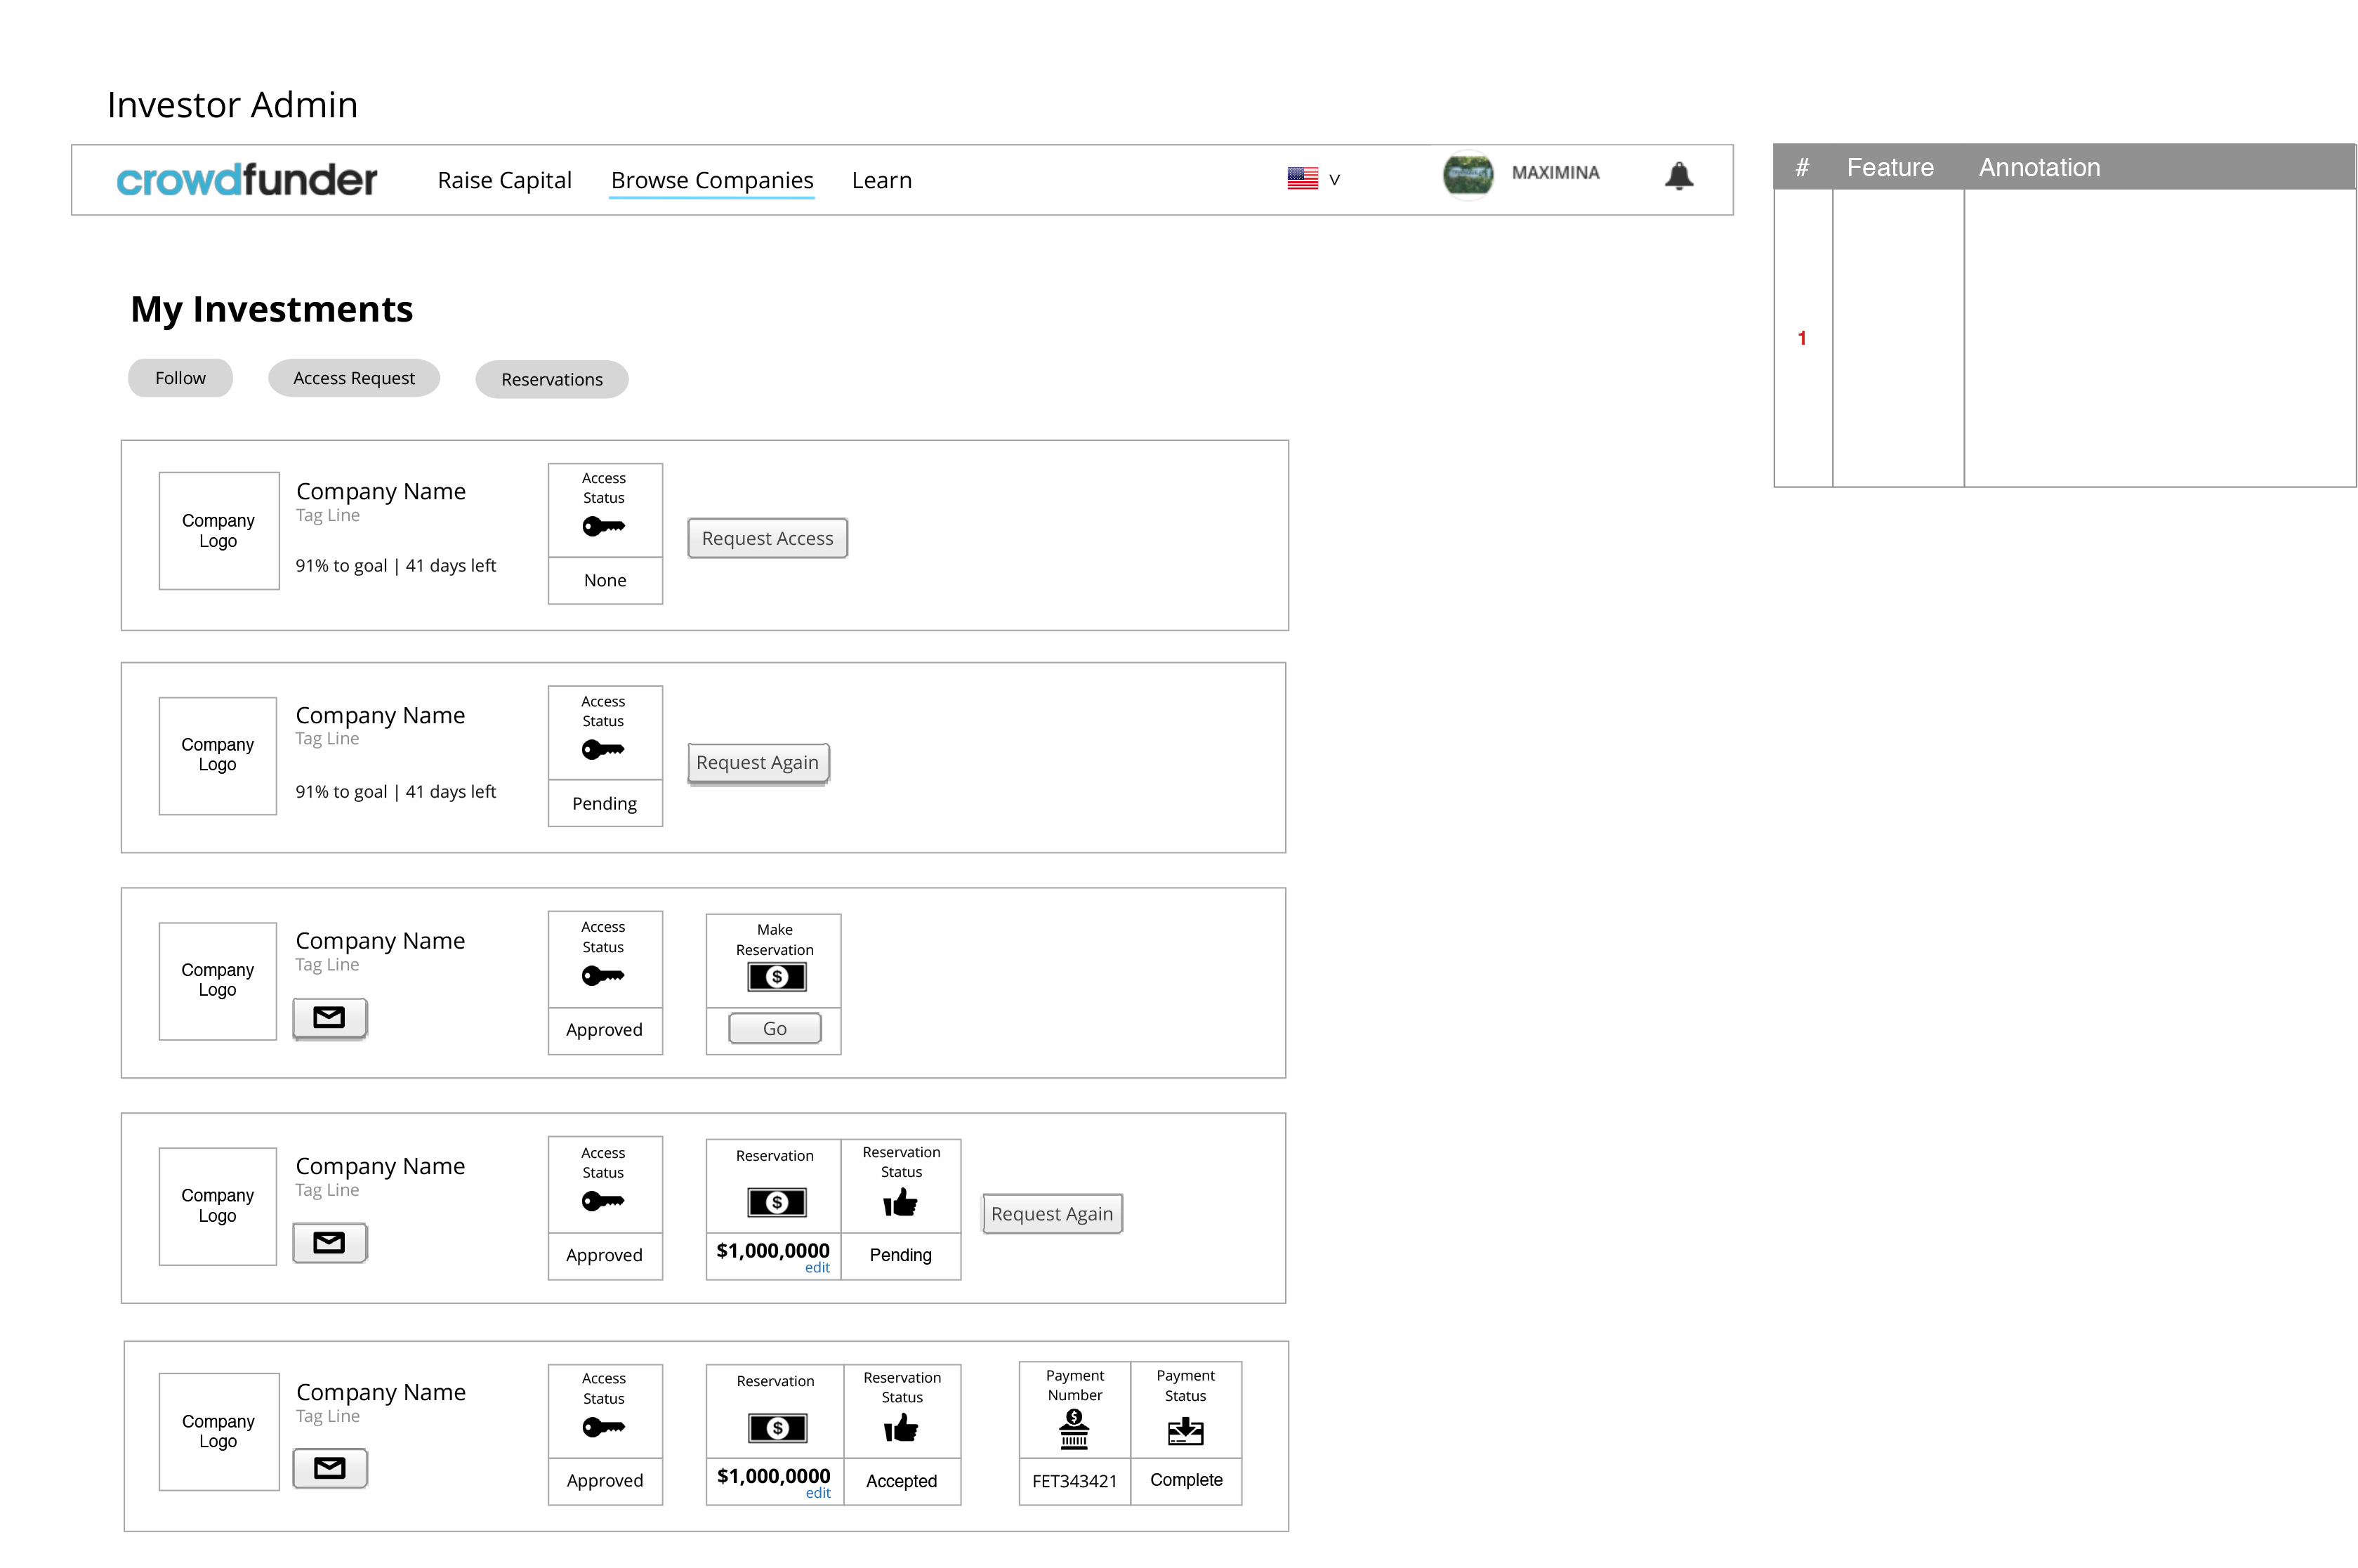 Investor Admin
crowdfunder Raise Capital Browse Companies Learn v MAXIMINA
# Feature Annotation
1
My Investments
Follow Access Request Reservations
Company
Logo
Company Name
Tag Line
91% to goal | 41 days left
Access
Status
None
Request Access
Company
Logo
Company Name
Tag Line
91% to goal | 41 days left
Access
Status
Pending
Request Again
Company
Logo
Company Name
Tag Line
Access
Status
Approved
Make
Reservation
$
Go
Company
Logo
Company Name
Tag Line
Access
Status
Approved
Reservation
$
$1,000,0000
edit
Reservation
Status
Pending
Request Again
Company
Logo
Company Name
Tag Line
Access
Status
Approved
Reservation
$
$1,000,0000
edit
Reservation
Status
Accepted
Payment
Number
$
FET343421
Payment
Status
Complete